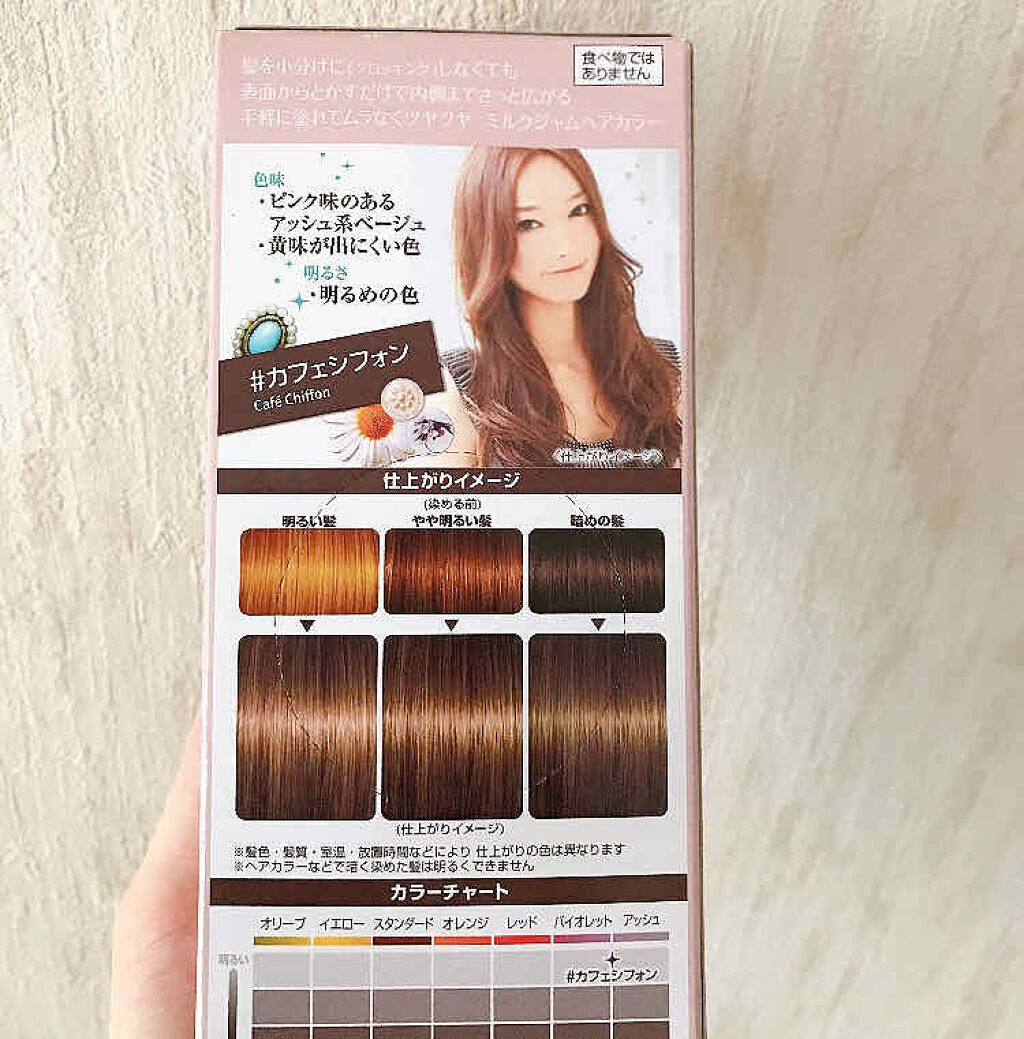 髪を小分けに(ブロッキング)しなくても
表面からとかすだけで内側までさっと広がる
手軽に塗れてムラなくツヤツヤ ミルクジャムヘアカラー
食べ物では
ありません
色味
・ピンク味のある
アッシュ系ベージュ
・黄味が出にくい色
明るさ
・明るめの色
#カフェシフォン
Café Chiffon
〈仕上がりイメージ〉
仕上がりイメージ
(染める前)
明るい髪 やや明るい髪 暗めの髪
(仕上がりイメージ)
※髪色・髪質・室温・放置時間などにより 仕上がりの色は異なります
※ヘアカラーなどで暗く染めた髪は明るくできません
カラーチャート
オリーブ イエロー スタンダード オレンジ レッド バイオレット アッシュ
明るい
#カフェシフォン